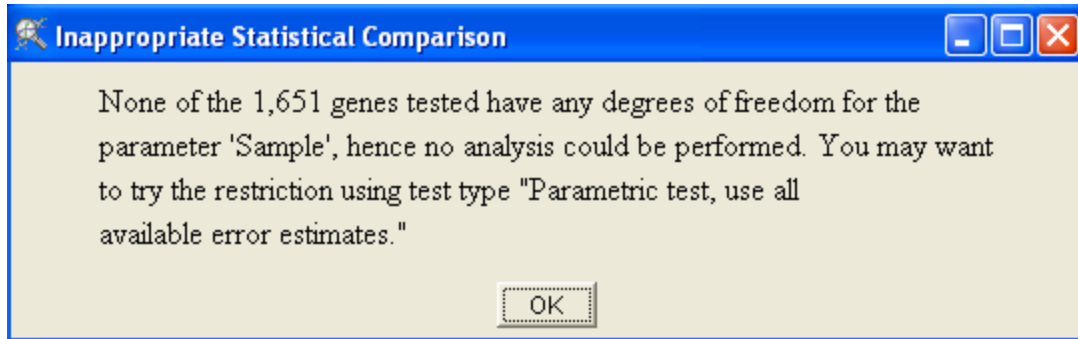 Inappropriate Statistical Comparison
None of the 1,651 genes tested have any degrees of freedom for the
parameter 'Sample', hence no analysis could be performed. You may want
to try the restriction using test type "Parametric test, use all
available error estimates."
OK